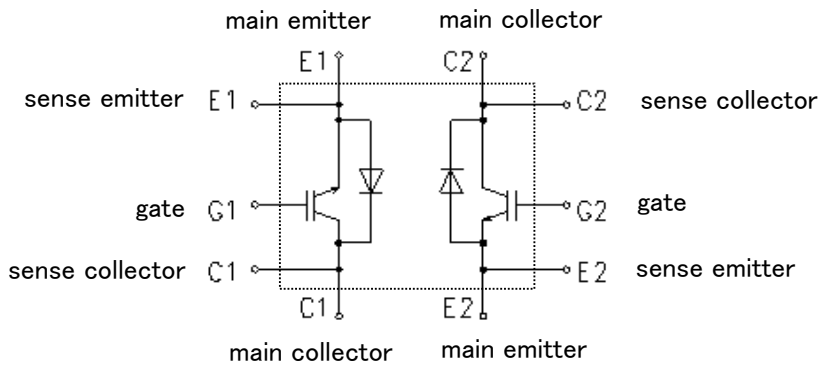 main emitter main collector
E1 C2
sense emitter E1 C2 sense collector
gate G1 G2 gate
sense collector C1 E2 sense emitter
C1 E2
main collector main emitter